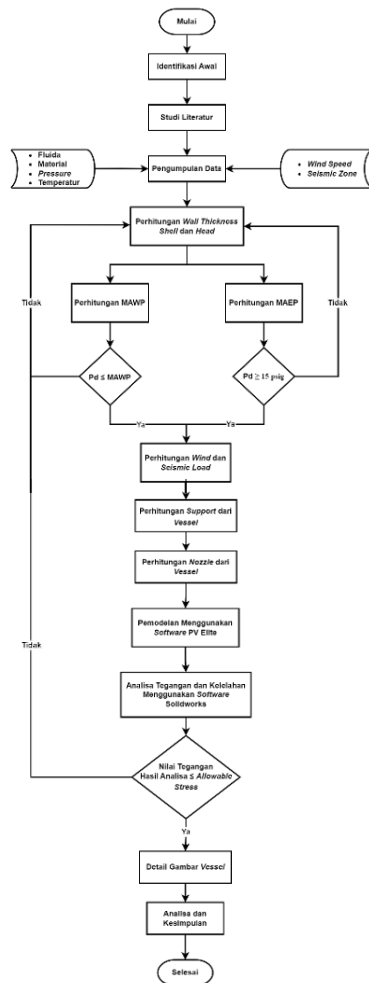 Mulai
Identifikasi Awal
Studi Literatur
• Fluida
• Material
• Pressure
• Temperatur
Pengumpulan Data
• Wind Speed
• Seismic Zone
Perhitungan Wall Thickness
Shell dan Head
Tidak
Perhitungan MAWP
Perhitungan MAEP
Tidak
Pd ≤ MAWP
Pd ≥ 15 psig
Ya
Ya
Perhitungan Wind dan
Seismic Load
Perhitungan Support dari
Vessel
Perhitungan Nozzle dari
Vessel
Pemodelan Menggunakan
Software PV Elite
Tidak
Analisa Tegangan dan Kelelahan
Menggunakan Software
Solidworks
Nilai Tegangan
Hasil Analisa ≤ Allowable
Stress
Ya
Detail Gambar Vessel
Analisa dan
Kesimpulan
Selesai